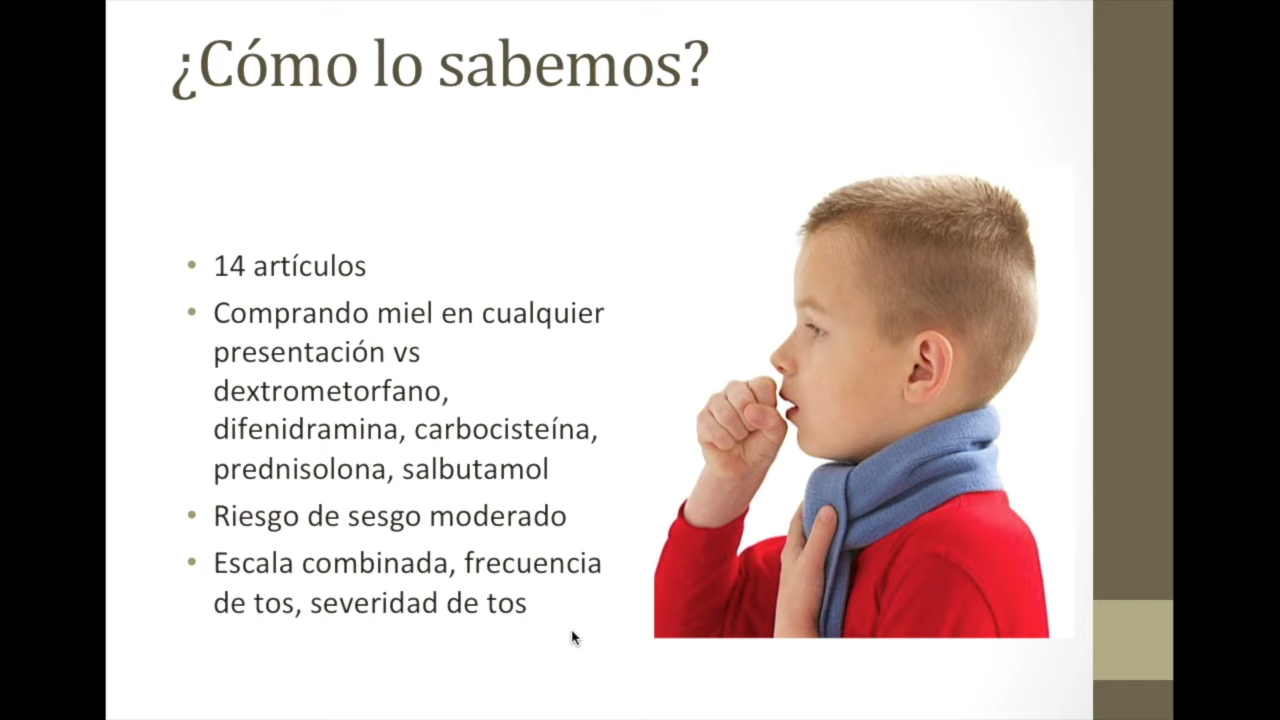 ¿Cómo lo sabemos?
• 14 artículos
• Comprando miel en cualquier
presentación vs
dextrometorfano,
difenidramina, carbocisteína,
prednisolona, salbutamol
• Riesgo de sesgo moderado
• Escala combinada, frecuencia
de tos, severidad de tos